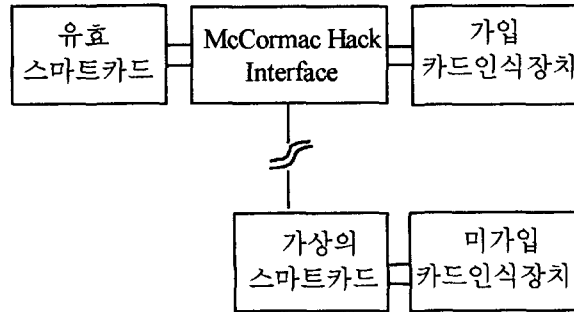 유효
스마트카드
McCormac Hack
Interface
가입
카드인식장치
가상의
스마트카드
미가입
카드인식장치